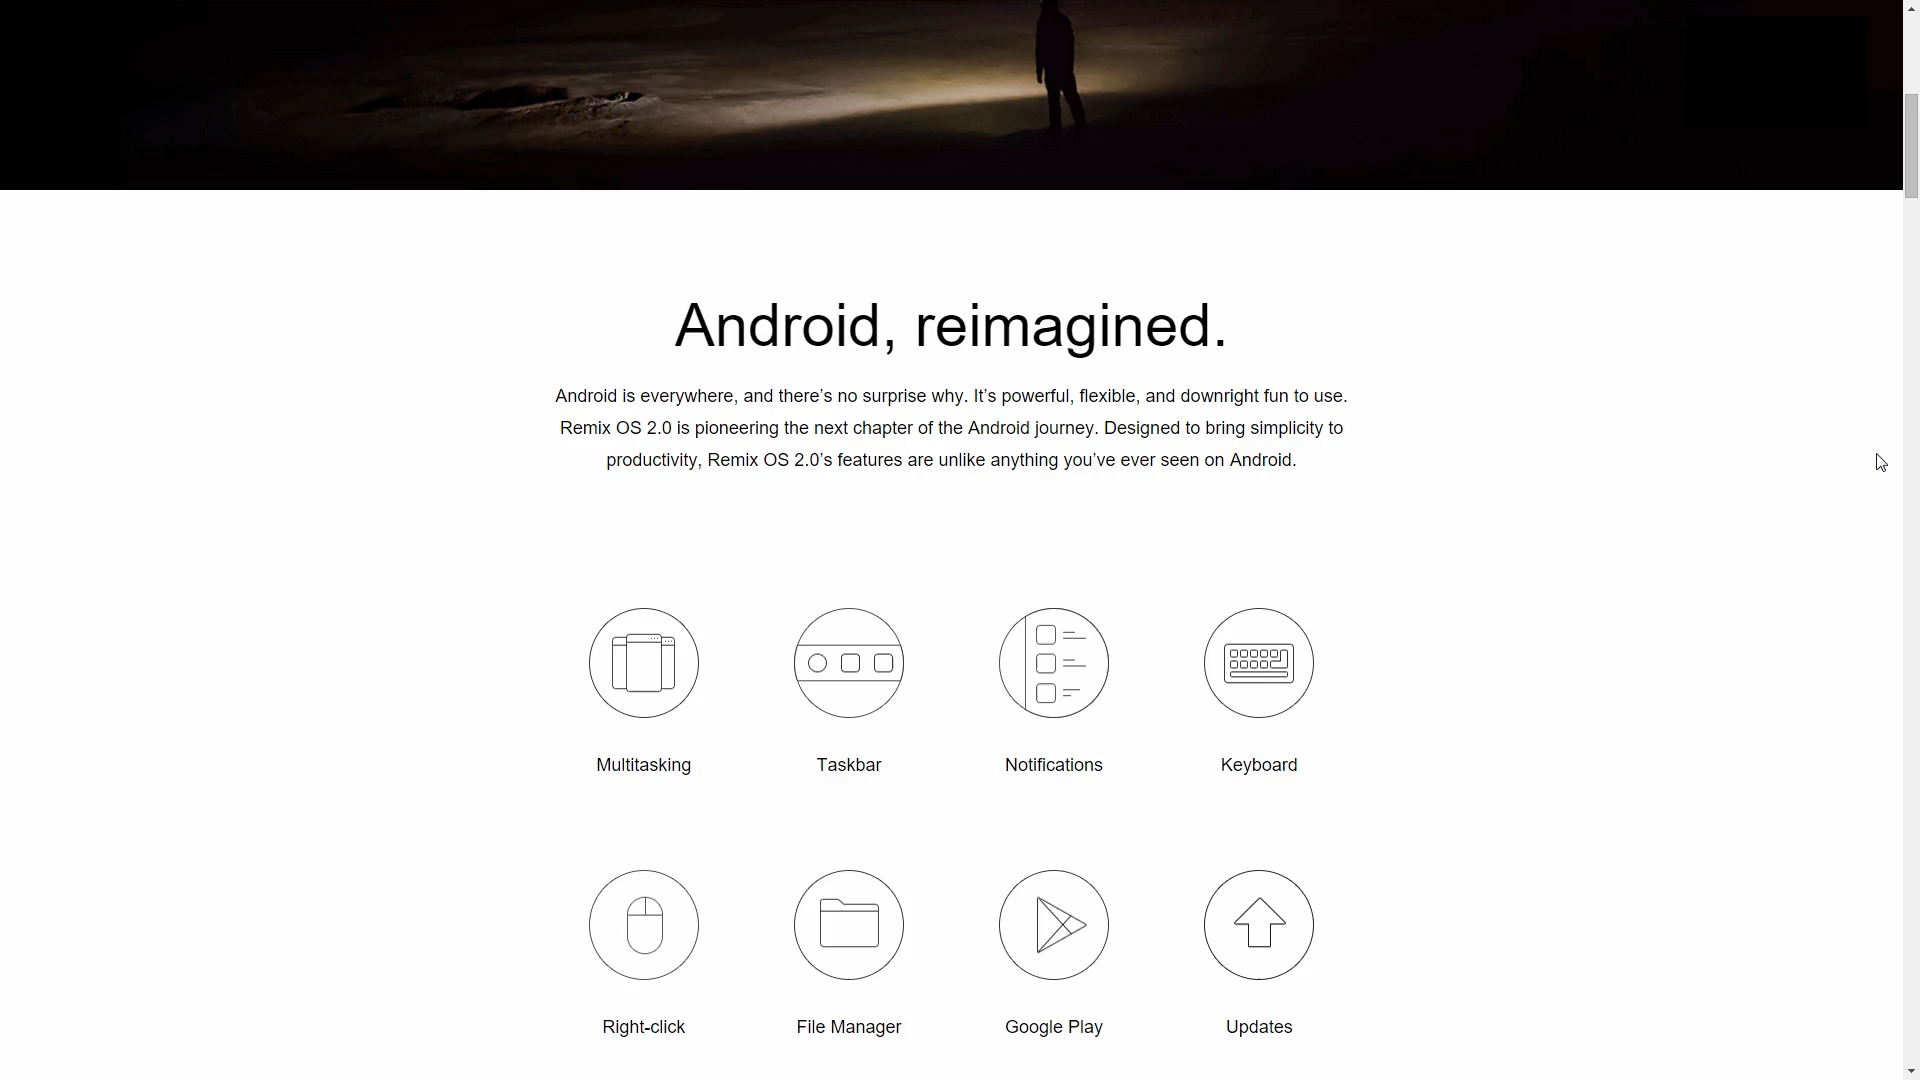 Android, reimagined.
Android is everywhere, and there’s no surprise why. It’s powerful, flexible, and downright fun to use.
Remix OS 2.0 is pioneering the next chapter of the Android journey. Designed to bring simplicity to
productivity, Remix OS 2.0’s features are unlike anything you’ve ever seen on Android.
Multitasking
Taskbar
Notifications
Keyboard
Right-click
File Manager
Google Play
Updates